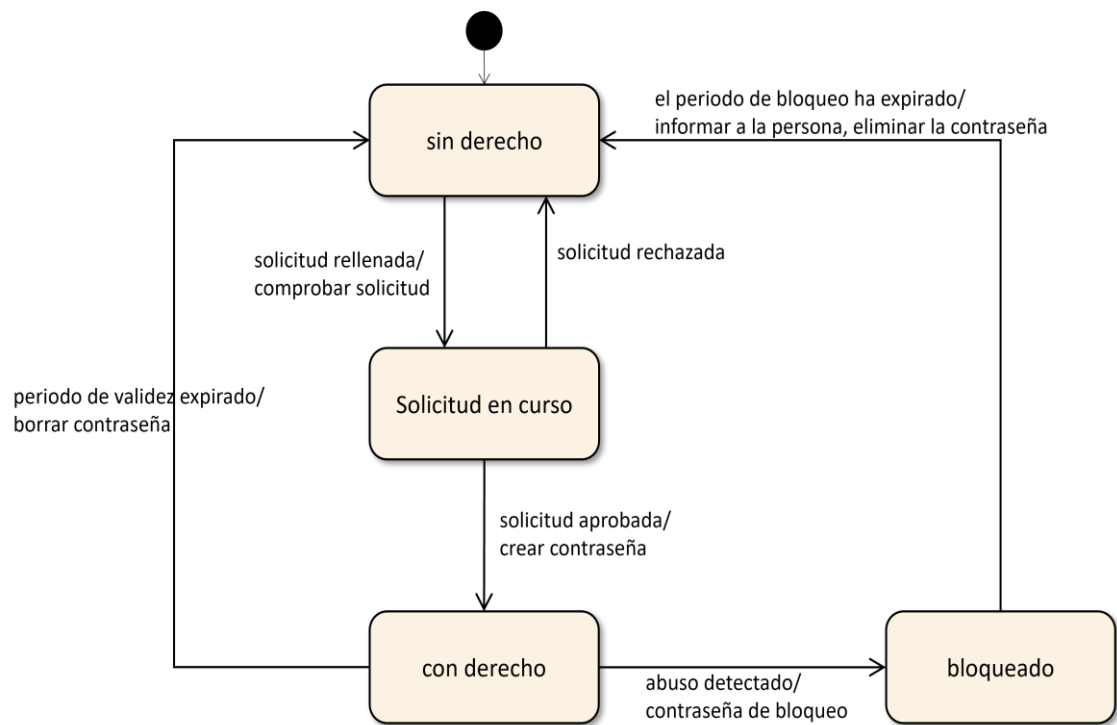 el periodo de bloqueo ha expirado/
informar a la persona, eliminar la contraseña
sin derecho
solicitud rellenada/
comprobar solicitud
solicitud rechazada
periodo de validez expirado/
borrar contraseña
Solicitud en curso
solicitud aprobada/
crear contraseña
con derecho
abuso detectado/
contraseña de bloqueo
bloqueado